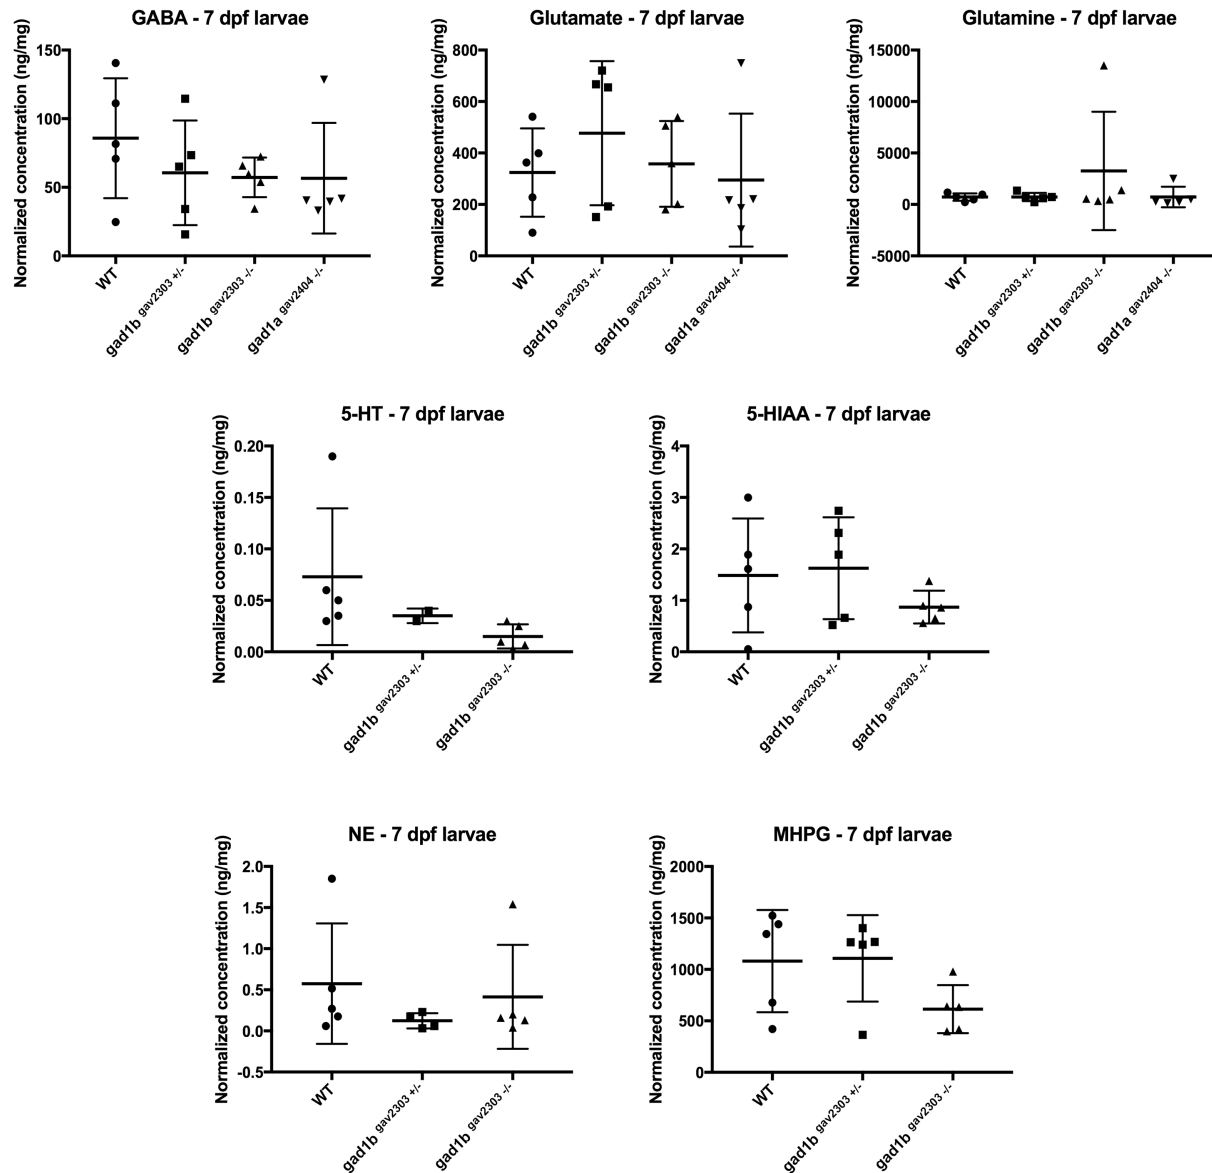 GABA - 7 dpf larvae
Normalized concentration (ng/mg)
150
100
50
0
WT
gad1b gav2303 +/-
gad1b gav2303 -/-
gad1a gav2404 -/-
Glutamate - 7 dpf larvae
Normalized concentration (ng/mg)
800
600
400
200
0
WT
gad1b gav2303 +/-
gad1b gav2303 -/-
gad1a gav2404 -/-
Glutamine - 7 dpf larvae
Normalized concentration (ng/mg)
15000
10000
5000
0
-5000
WT
gad1b gav2303 +/-
gad1b gav2303 -/-
gad1a gav2404 -/-
5-HT - 7 dpf larvae
Normalized concentration (ng/mg)
0.20
0.15
0.10
0.05
0.00
WT
gad1b gav2303 +/-
gad1b gav2303 -/-
5-HIAA - 7 dpf larvae
Normalized concentration (ng/mg)
4
3
2
1
0
WT
gad1b gav2303 +/-
gad1b gav2303 -/-
NE - 7 dpf larvae
Normalized concentration (ng/mg)
2.0
1.5
1.0
0.5
0.0
-0.5
WT
gad1b gav2303 +/-
gad1b gav2303 -/-
MHPG - 7 dpf larvae
Normalized concentration (ng/mg)
2000
1500
1000
500
0
WT
gad1b gav2303 +/-
gad1b gav2303 -/-